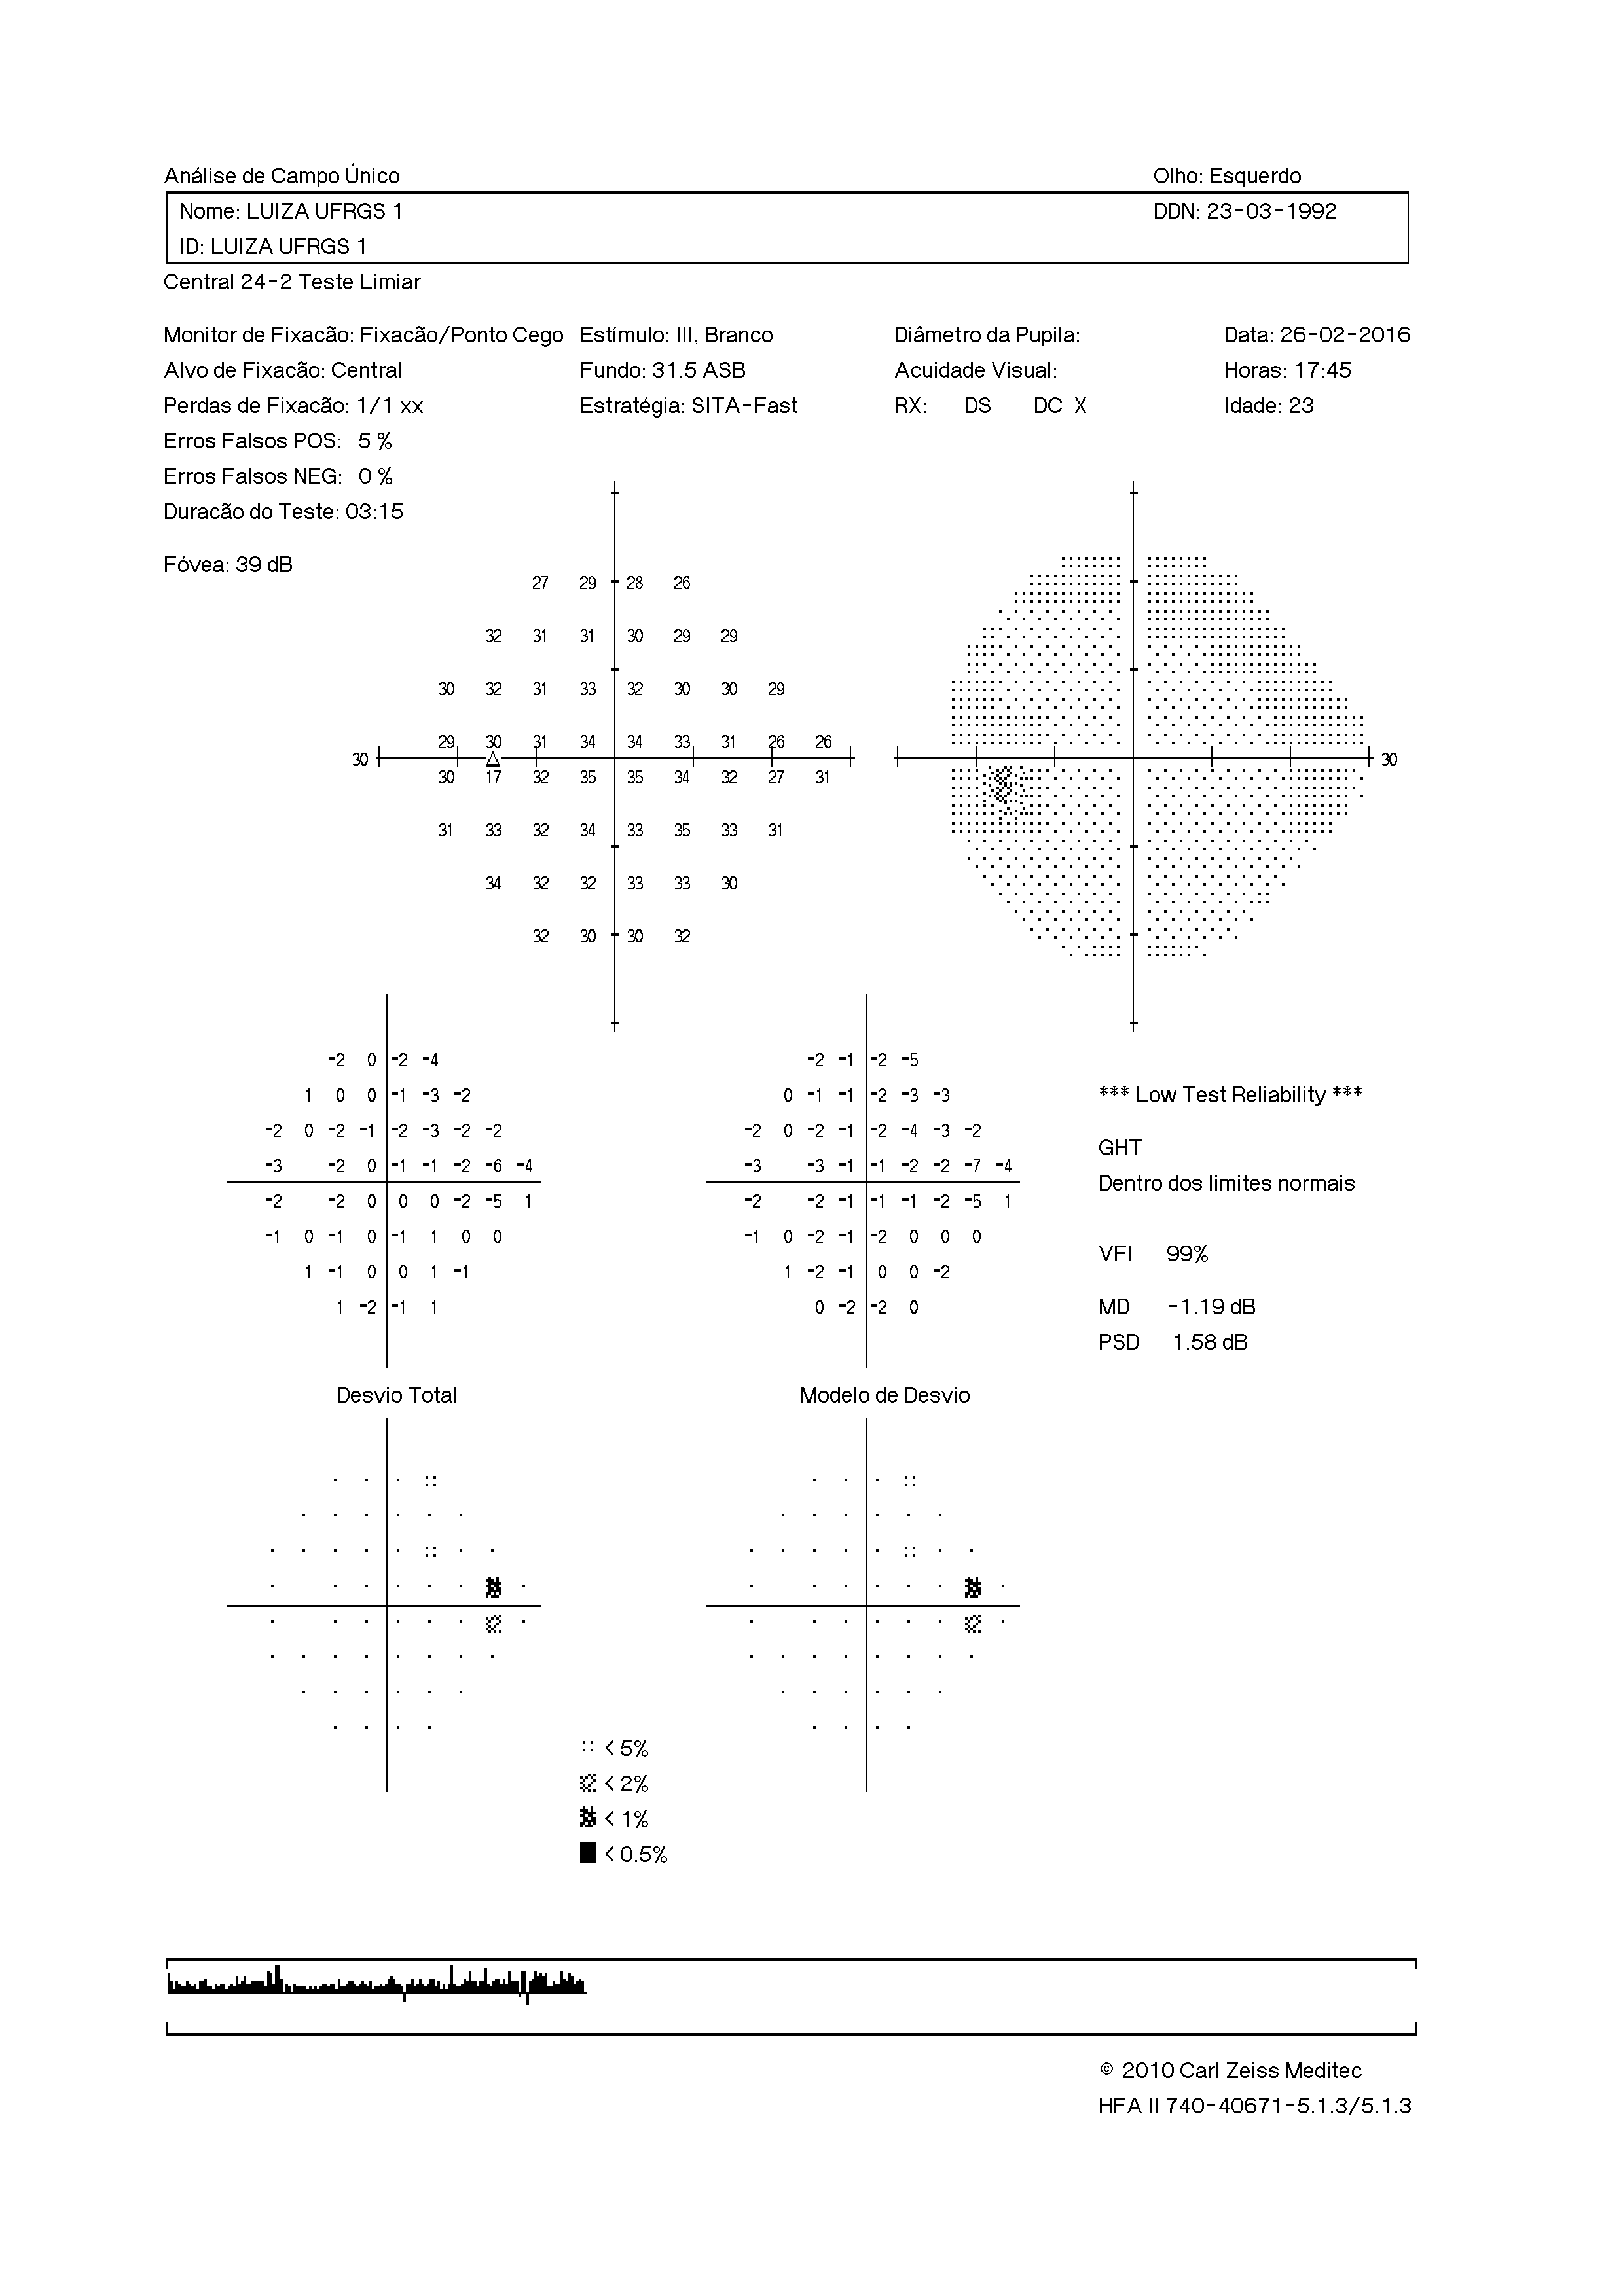 Análise de Campo Único Olho: Esquerdo
Nome: LUIZA UFRGS 1 DDN: 23-03-1992
ID: LUIZA UFRGS 1
Central 24-2 Teste Limiar
Monitor de Fixacão: Fixacão/Ponto Cego Estímulo: III, Branco Diâmetro da Pupila: Data: 26-02-2016
Alvo de Fixacão: Central Fundo: 31.5 ASB Acuidade Visual: Horas: 17:45
Perdas de Fixacão: 1/1 xx Estratégia: SITA-Fast RX: DS DC X Idade: 23
Erros Falsos POS: 5 %
Erros Falsos NEG: 0 %
Duracão do Teste: 03:15
Fóvea: 39 dB
27 29 28 26
32 31 31 30 29 29
30 32 31 33 32 30 30 29
29 30 31 34 34 33 31 26 26
30 30
30 17 32 35 35 34 32 27 31
31 33 32 34 33 35 33 31
34 32 32 33 33 30
32 30 30 32
-2 0 -2 -4 -2 -1 -2 -5
1 0 0 -1 -3 -2 0 -1 -1 -2 -3 -3 *** Low Test Reliability ***
-2 0 -2 -1 -2 -3 -2 -2 -2 0 -2 -1 -2 -4 -3 -2
GHT
-3 -2 0 -1 -1 -2 -6 -4 -3 -3 -1 -1 -2 -2 -7 -4
Dentro dos limites normais
-2 -2 0 0 0 -2 -5 1 -2 -2 -1 -1 -1 -2 -5 1
-1 0 -1 0 -1 1 0 0 -1 0 -2 -1 -2 0 0 0
VFI 99%
1 -1 0 0 1 -1 1 -2 -1 0 0 -2
1 -2 -1 1 0 -2 -2 0 MD -1.19 dB
PSD 1.58 dB
Desvio Total Modelo de Desvio
< 5%
< 2%
< 1%
< 0.5%
© 2010 Carl Zeiss Meditec
HFA II 740-40671-5.1.3/5.1.3